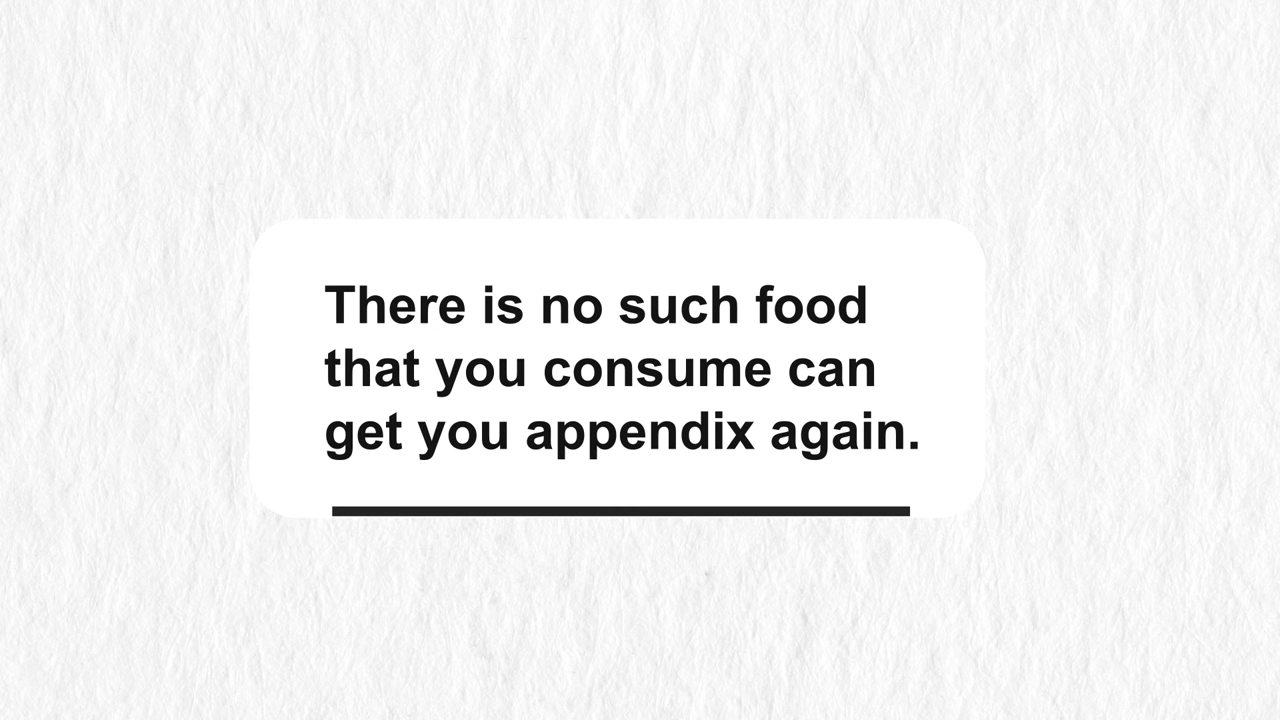 There is no such food
that you consume can
get you appendix again.